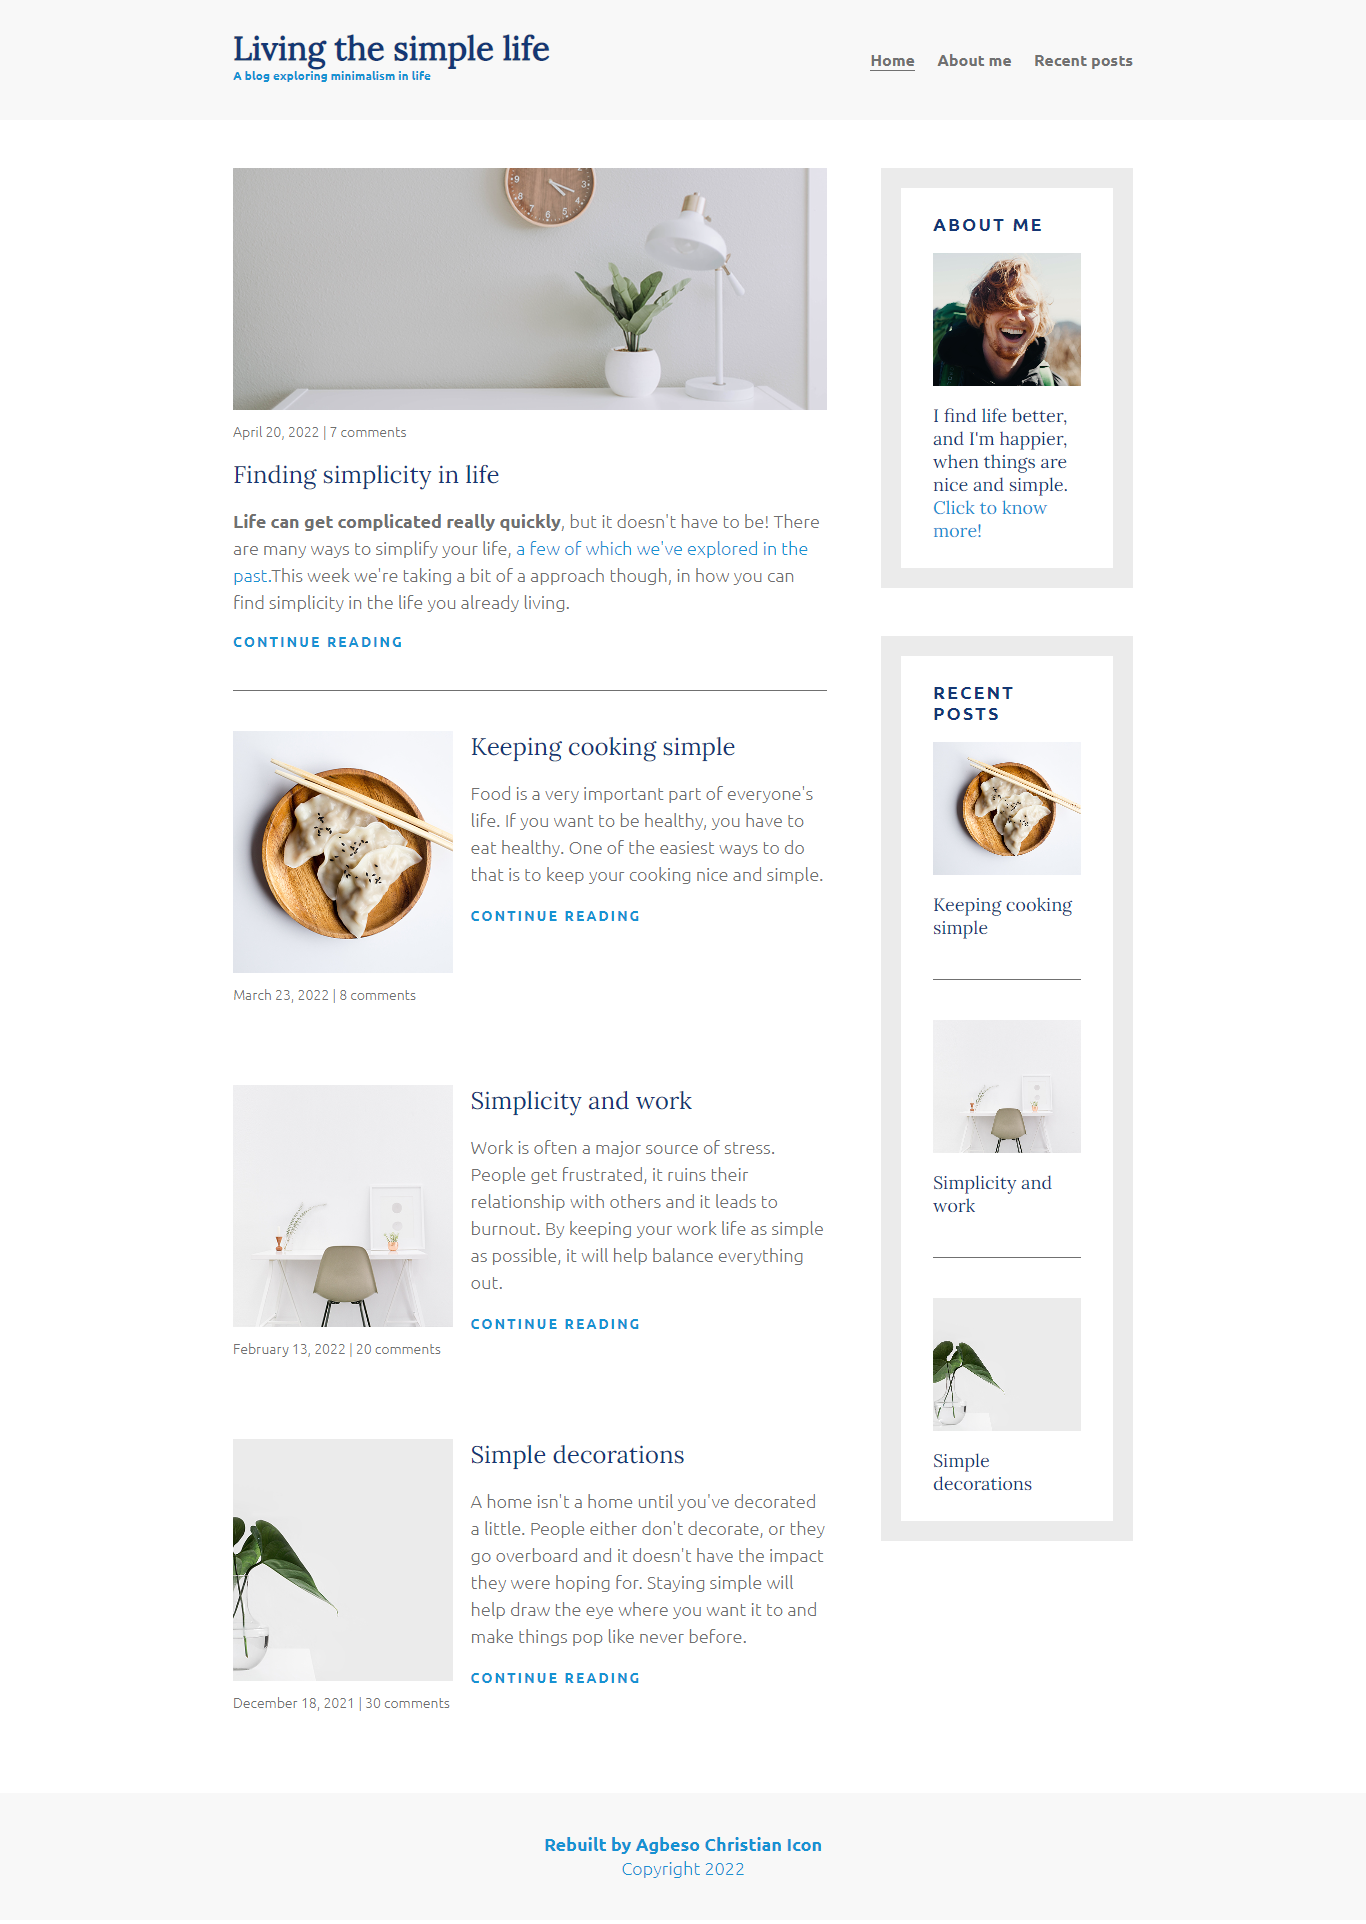 Living the simple life
A blog exploring minimalism in life
Home About me Recent posts
April 20, 2022 | 7 comments
Finding simplicity in life
Life can get complicated really quickly, but it doesn't have to be! There
are many ways to simplify your life, a few of which we've explored in the
past.This week we're taking a bit of a approach though, in how you can
find simplicity in the life you already living.
CONTINUE READING
Keeping cooking simple
Food is a very important part of everyone's
life. If you want to be healthy, you have to
eat healthy. One of the easiest ways to do
that is to keep your cooking nice and simple.
CONTINUE READING
March 23, 2022 | 8 comments
Simplicity and work
Work is often a major source of stress.
People get frustrated, it ruins their
relationship with others and it leads to
burnout. By keeping your work life as simple
as possible, it will help balance everything
out.
CONTINUE READING
February 13, 2022 | 20 comments
Simple decorations
A home isn't a home until you've decorated
a little. People either don't decorate, or they
go overboard and it doesn't have the impact
they were hoping for. Staying simple will
help draw the eye where you want it to and
make things pop like never before.
CONTINUE READING
December 18, 2021 | 30 comments
ABOUT ME
I find life better,
and I'm happier,
when things are
nice and simple.
Click to know
more!
RECENT
POSTS
Keeping cooking
simple
Simplicity and
work
Simple
decorations
Rebuilt by Agbeso Christian Icon
Copyright 2022